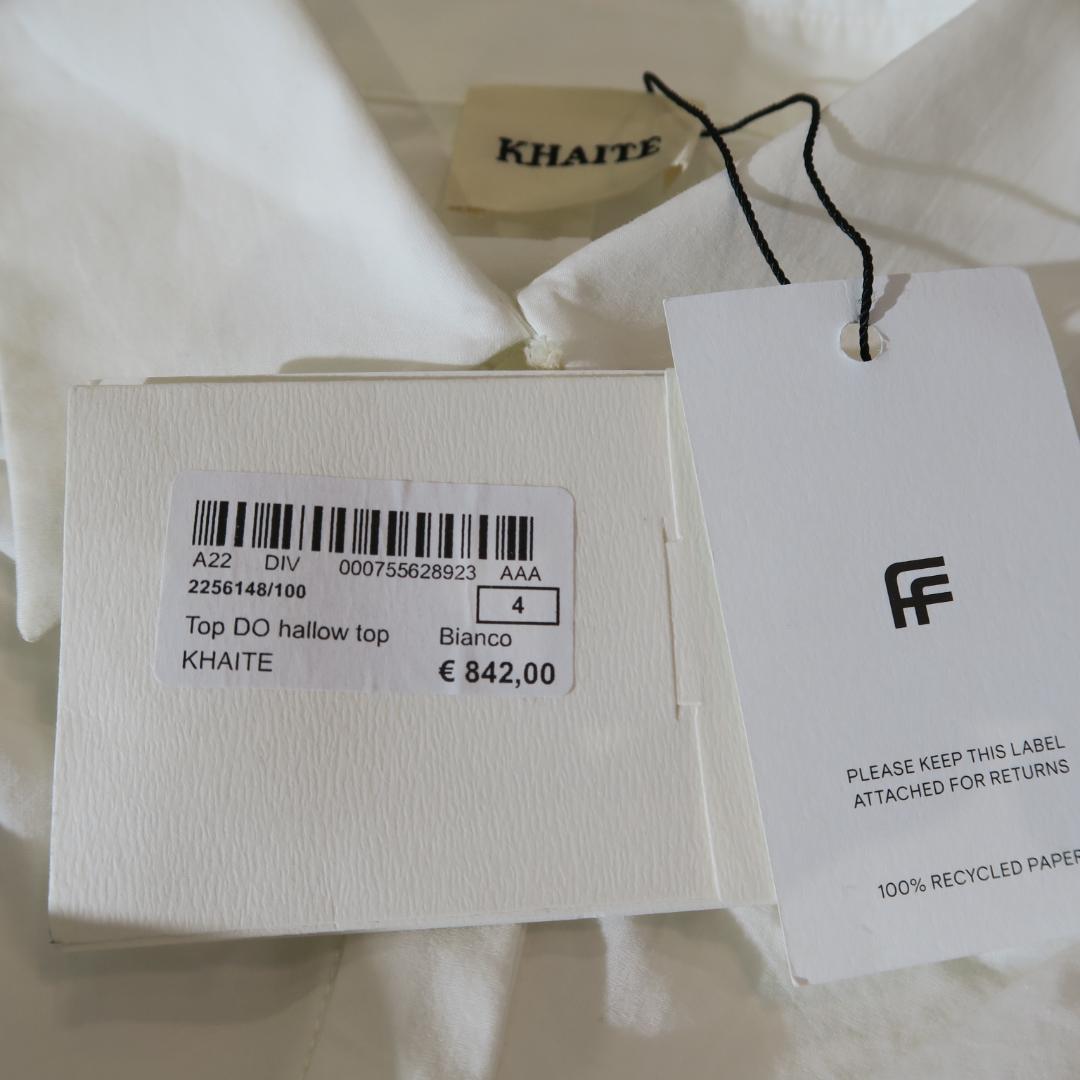 KHAITE
A22 DIV 000755628923 AAA
2256148/100
4
Top DO hallow top Bianco
KHAITE € 842,00
FF
PLEASE KEEP THIS LABEL
ATTACHED FOR RETURNS
100% RECYCLED PAPER